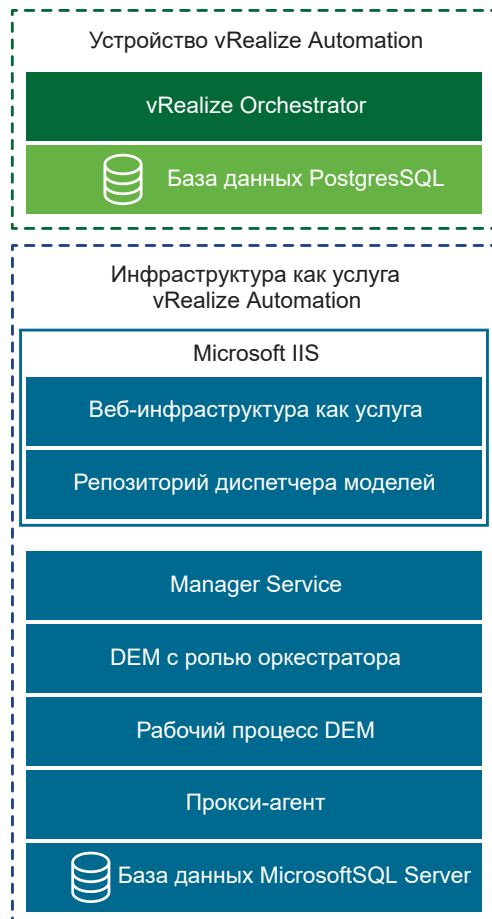 Устройство vRealize Automation
vRealize Orchestrator
База данных PostgresSQL
Инфраструктура как услуга
vRealize Automation
Microsoft IIS
Веб-инфраструктура как услуга
Репозиторий диспетчера моделей
Manager Service
DEM с ролью оркестратора
Рабочий процесс DEM
Прокси-агент
База данных MicrosoftSQL Server